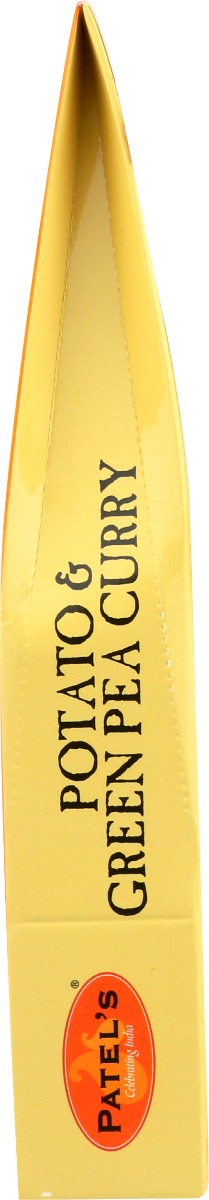 POTATO &
GREEN PEA CURRY
PATEL'S®
Celebrating India